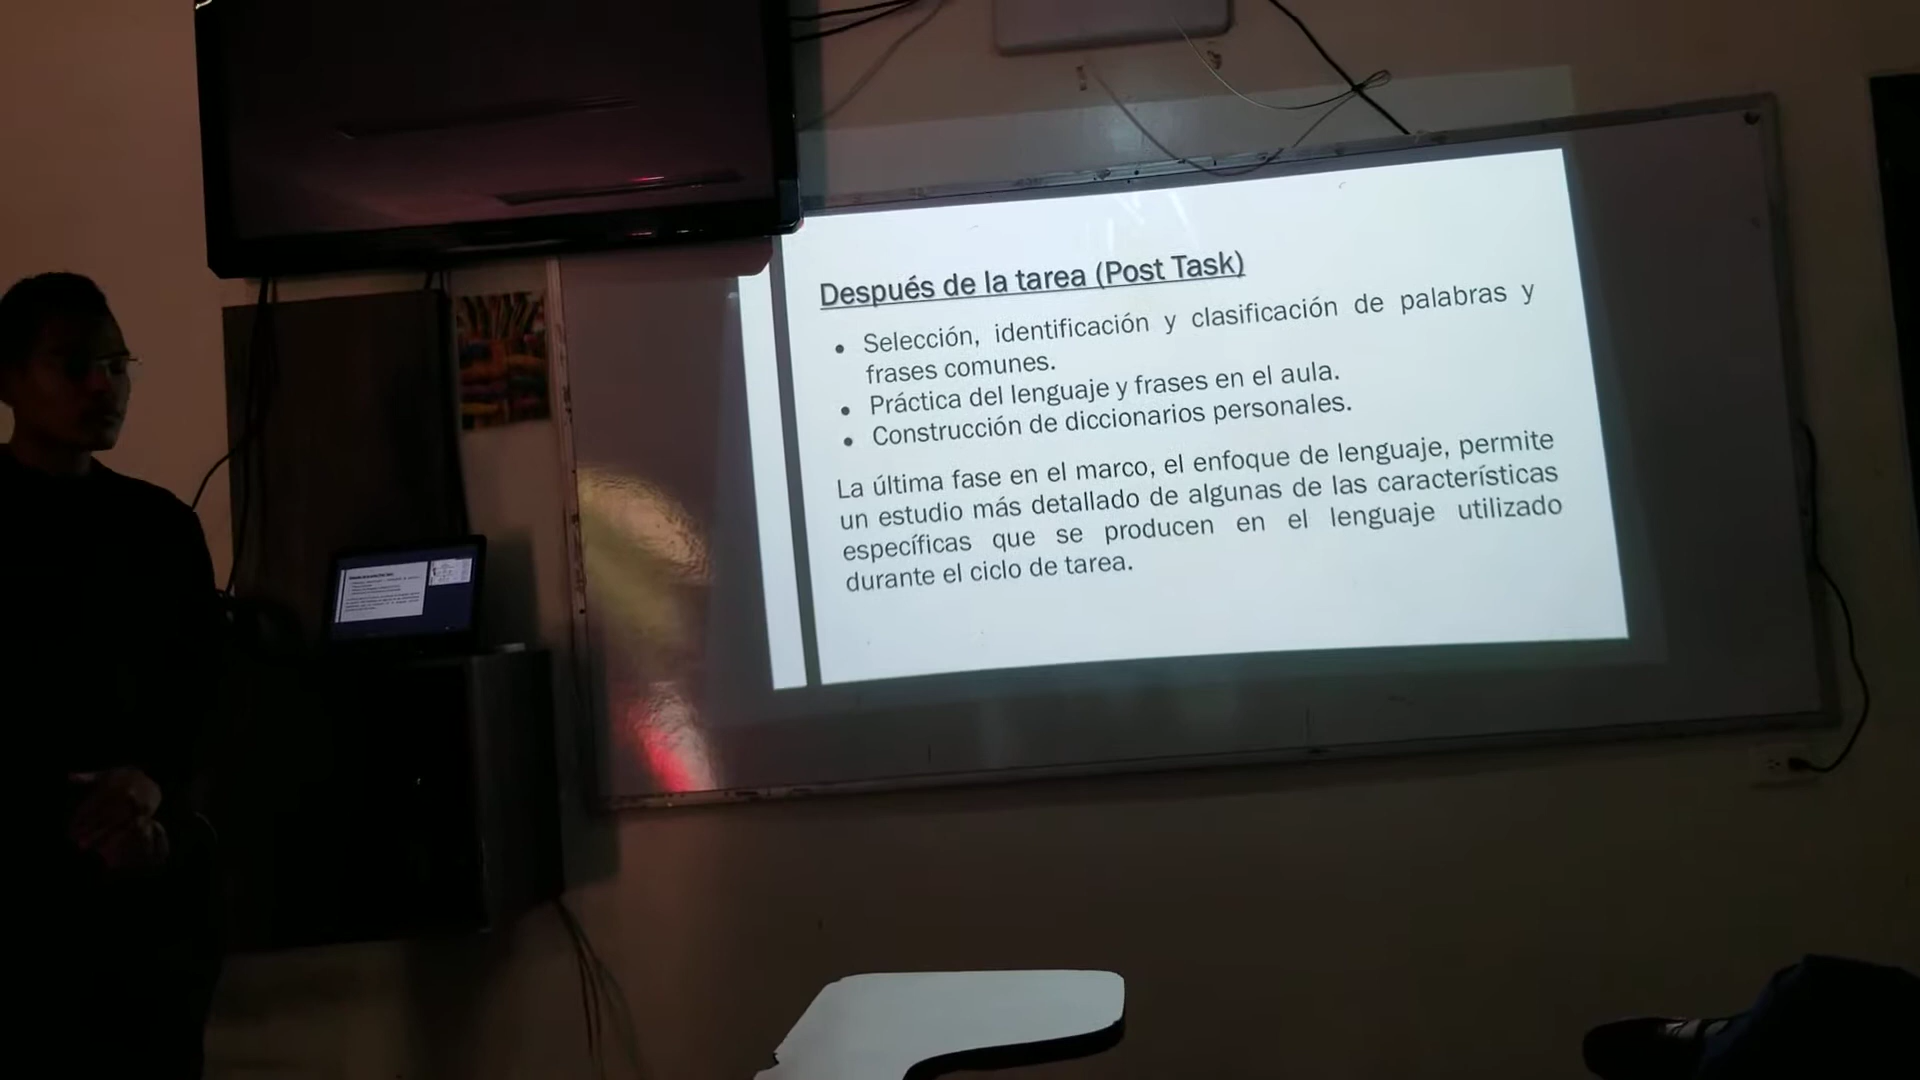 Después de la tarea (Post Task)
• Selección, identificación y clasificación de palabras y
frases comunes.
• Práctica del lenguaje y frases en el aula.
• Construcción de diccionarios personales.
La última fase en el marco, el enfoque de lenguaje, permite
un estudio más detallado de algunas de las características
específicas que se producen en el lenguaje utilizado
durante el ciclo de tarea.